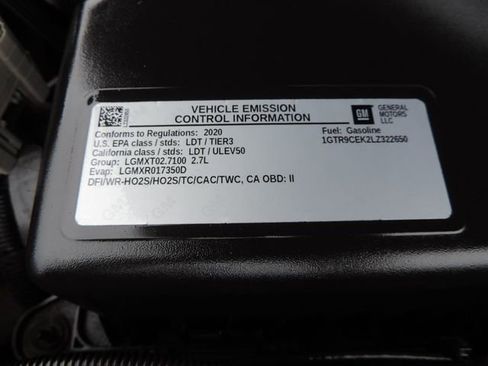 VEHICLE EMISSION
CONTROL INFORMATION
GM
GENERAL
MOTORS
LLC
Conforms to Regulations: 2020
Fuel: Gasoline
U.S. EPA class / stds: LDT / TIER3
1GTR9CEK2LZ322650
California class / stds: LDT / ULEV50
Group: LGMXT02.7100 2.7L
Evap: LGMXR017350D
DFI/WR-HO2S/HO2S/TC/CAC/TWC, CA OBD: II